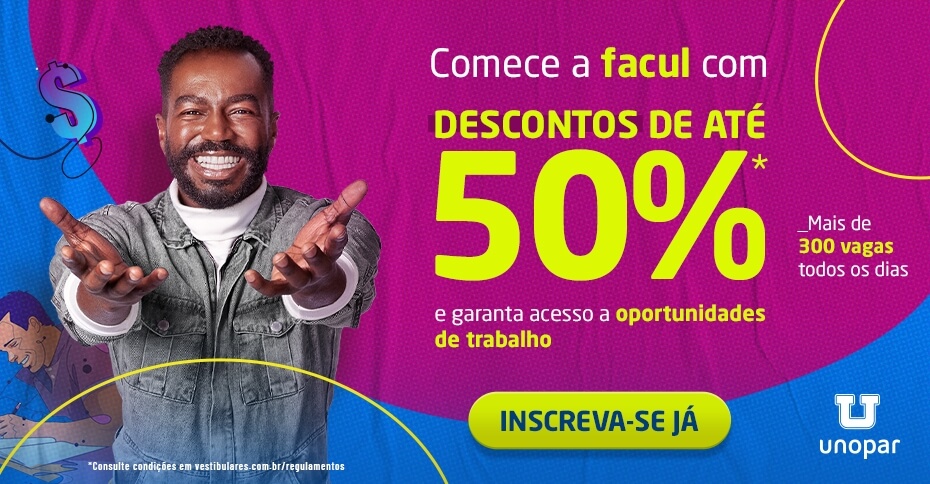 Comece a facul com
DESCONTOS DE ATÉ
50%*
_Mais de
300 vagas
todos os dias
e garanta acesso a oportunidades
de trabalho
INSCREVA-SE JÁ
unopar
*Consulte condições em vestibulares.com.br/regulamentos